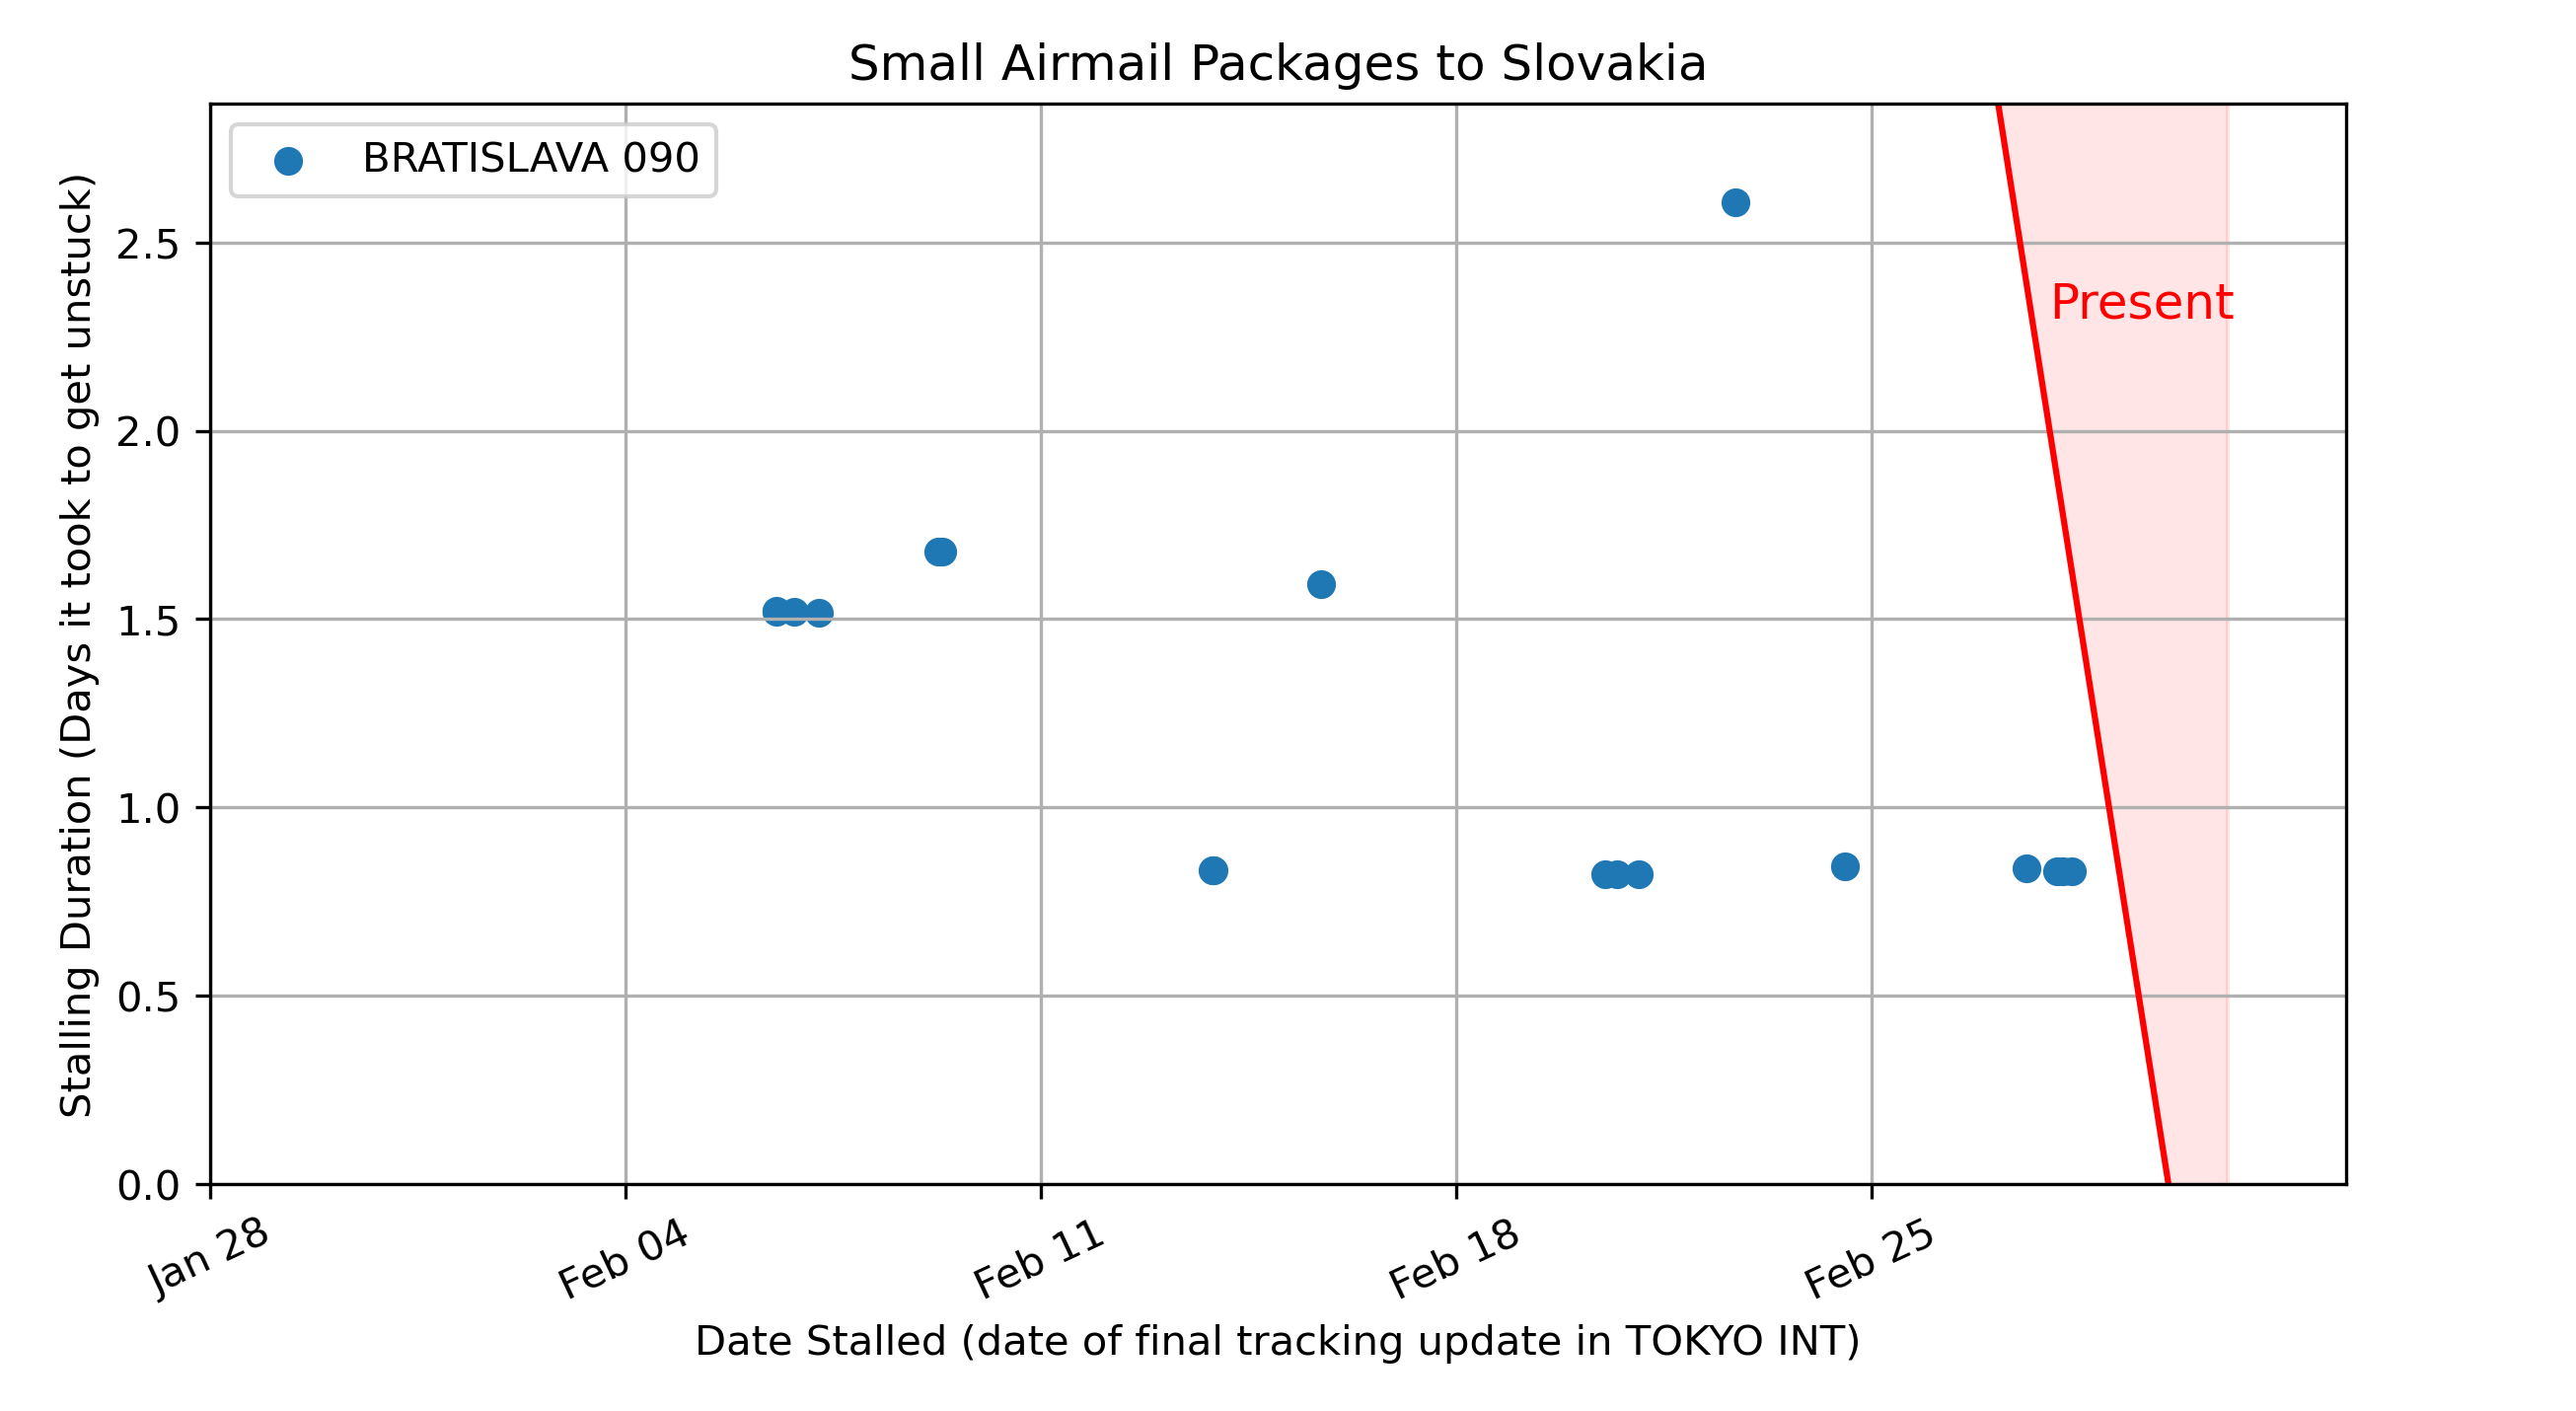 Small Airmail Packages to Slovakia
BRATISLAVA 090
Present
Stalling Duration (Days it took to get unstuck)
2.5
2.0
1.5
1.0
0.5
0.0
Jan 28
Feb 04
Feb 11
Feb 18
Feb 25
Date Stalled (date of final tracking update in TOKYO INT)